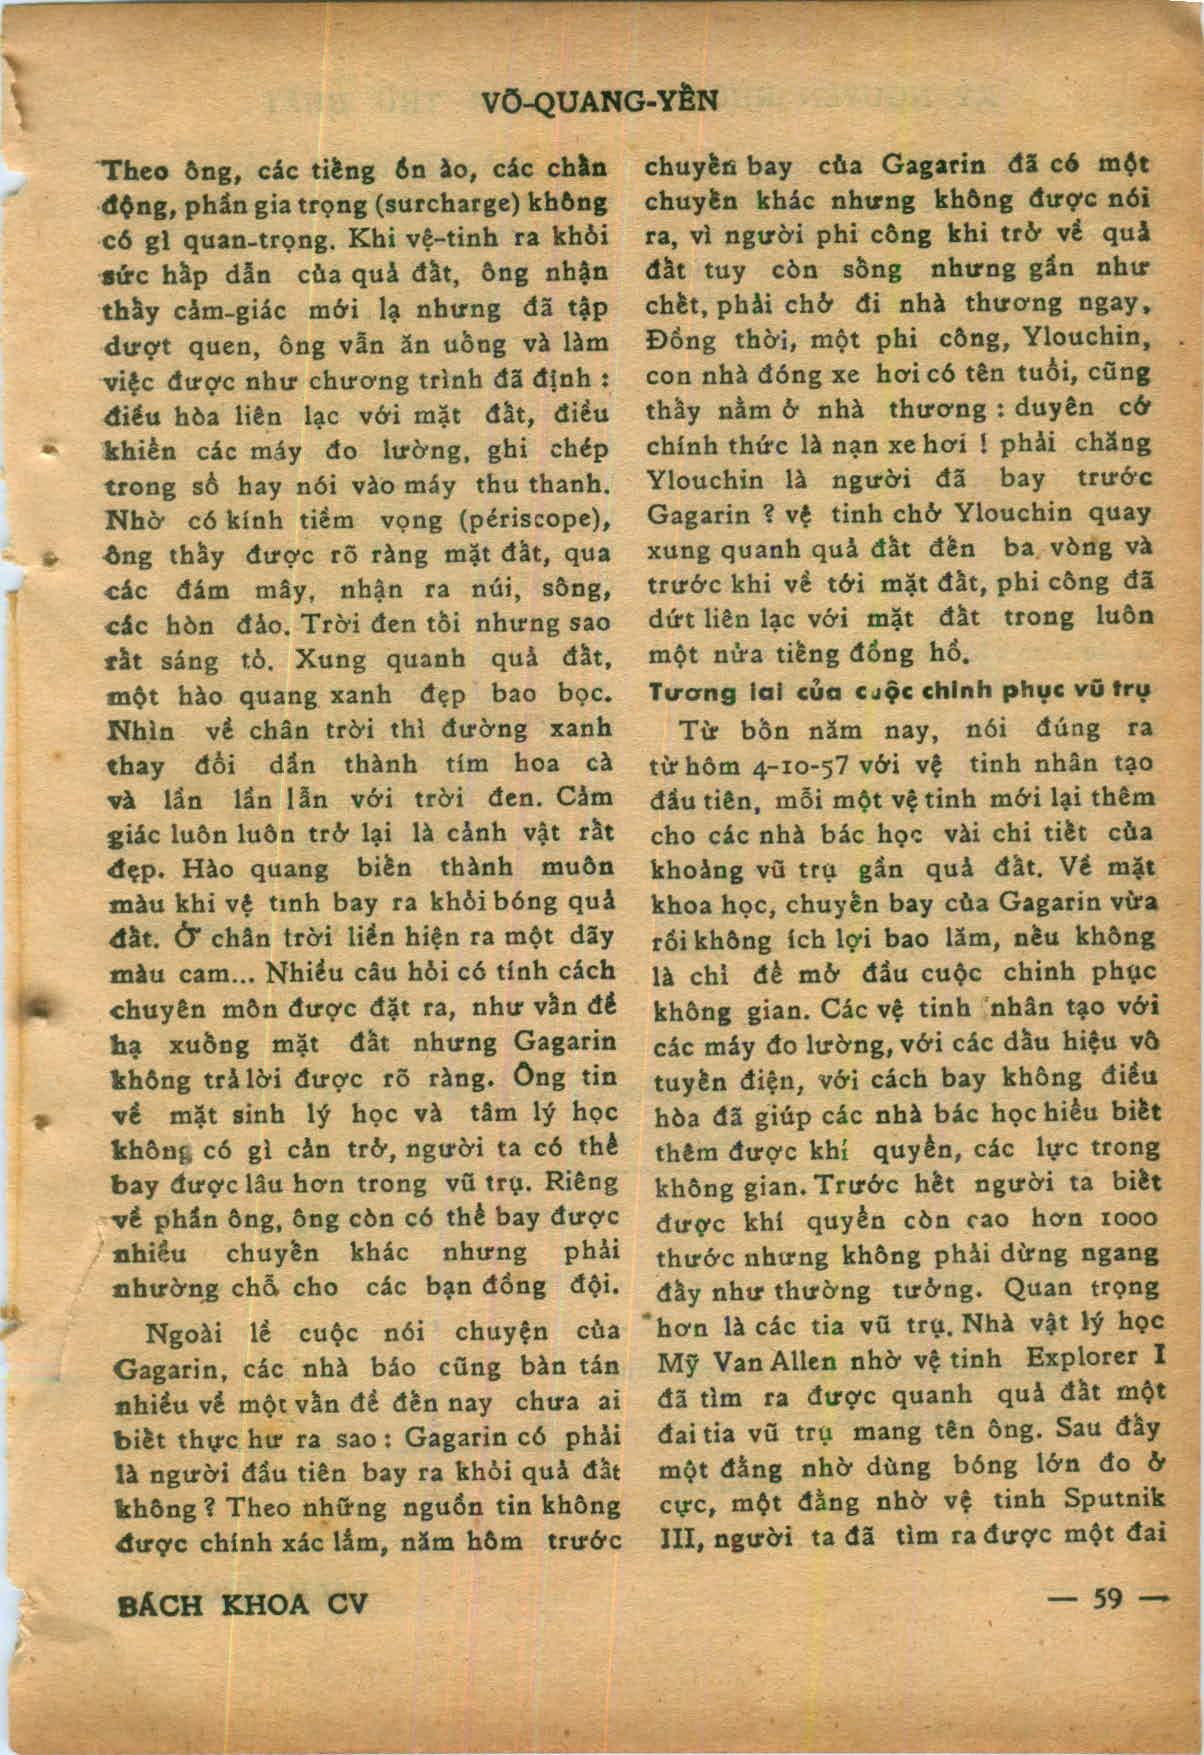 VÕ-QUANG-YẾN
Theo ông, các tiếng ồn ào, các chấn
động, phần gia trọng (surcharge) không
có gì quan-trọng. Khi vệ-tinh ra khỏi
sức hấp dẫn của quả đất, ông nhận
thấy cảm-giác mới lạ nhưng đã tập
dượt quen, ông vẫn ăn uống và làm
việc được như chương trình đã định :
điều hòa liên lạc với mặt đất, điều
khiển các máy đo lường, ghi chép
trong sổ hay nói vào máy thu thanh.
Nhờ có kính tiềm vọng (périscope),
ông thấy được rõ ràng mặt đất, qua
các đám mây, nhận ra núi, sông,
các hòn đảo. Trời đen tối nhưng sao
rất sáng tỏ. Xung quanh quả đất,
một hào quang xanh đẹp bao bọc.
Nhìn về chân trời thì đường xanh
thay đổi dần thành tím hoa cà
và lần lần lẫn với trời đen. Cảm
giác luôn luôn trở lại là cảnh vật rất
đẹp. Hào quang biến thành muôn
màu khi vệ tinh bay ra khỏi bóng quả
đất. Ở chân trời liền hiện ra một dãy
màu cam... Nhiều câu hỏi có tính cách
chuyên môn được đặt ra, như vấn đề
hạ xuống mặt đất nhưng Gagarin
không trả lời được rõ ràng. Ông tin
về mặt sinh lý học và tâm lý học
không có gì cản trở, người ta có thể
bay được lâu hơn trong vũ trụ. Riêng
về phần ông, ông còn có thể bay được
nhiều chuyến khác nhưng phải
nhường chỗ cho các bạn đồng đội.
Ngoài lề cuộc nói chuyện của
Gagarin, các nhà báo cũng bàn tán
nhiều về một vấn đề đến nay chưa ai
biết thực hư ra sao : Gagarin có phải
là người đầu tiên bay ra khỏi quả đất
không ? Theo những nguồn tin không
được chính xác lắm, năm hôm trước
chuyến bay của Gagarin đã có một
chuyến khác nhưng không được nói
ra, vì người phi công khi trở về quả
đất tuy còn sống nhưng gần như
chết, phải chở đi nhà thương ngay.
Đồng thời, một phi công, Ylouchin,
con nhà đóng xe hơi có tên tuổi, cũng
thấy nằm ở nhà thương : duyên cớ
chính thức là nạn xe hơi ! phải chăng
Ylouchin là người đã bay trước
Gagarin ? vệ tinh chở Ylouchin quay
xung quanh quả đất đến ba vòng và
trước khi về tới mặt đất, phi công đã
dứt liên lạc với mặt đất trong luôn
một nửa tiếng đồng hồ.
Tương lai của cuộc chinh phục vũ trụ
Từ bốn năm nay, nói đúng ra
từ hôm 4-10-57 với vệ tinh nhân tạo
đầu tiên, mỗi một vệ tinh mới lại thêm
cho các nhà bác học vài chi tiết của
khoảng vũ trụ gần quả đất. Về mặt
khoa học, chuyến bay của Gagarin vừa
rồi không ích lợi bao lăm, nếu không
là chỉ để mở đầu cuộc chinh phục
không gian. Các vệ tinh nhân tạo với
các máy đo lường, với các dấu hiệu vô
tuyến điện, với cách bay không điều
hòa đã giúp các nhà bác học hiểu biết
thêm được khí quyển, các lực trong
không gian. Trước hết người ta biết
được khí quyển còn cao hơn 1000
thước nhưng không phải dừng ngang
đấy như thường tưởng. Quan trọng
hơn là các tia vũ trụ. Nhà vật lý học
Mỹ Van Allen nhờ vệ tinh Explorer I
đã tìm ra được quanh quả đất một
đai tia vũ trụ mang tên ông. Sau đấy
một đằng nhờ dùng bóng lớn đo ở
cực, một đằng nhờ vệ tinh Sputnik
III, người ta đã tìm ra được một đai
BÁCH KHOA CV
— 59 —